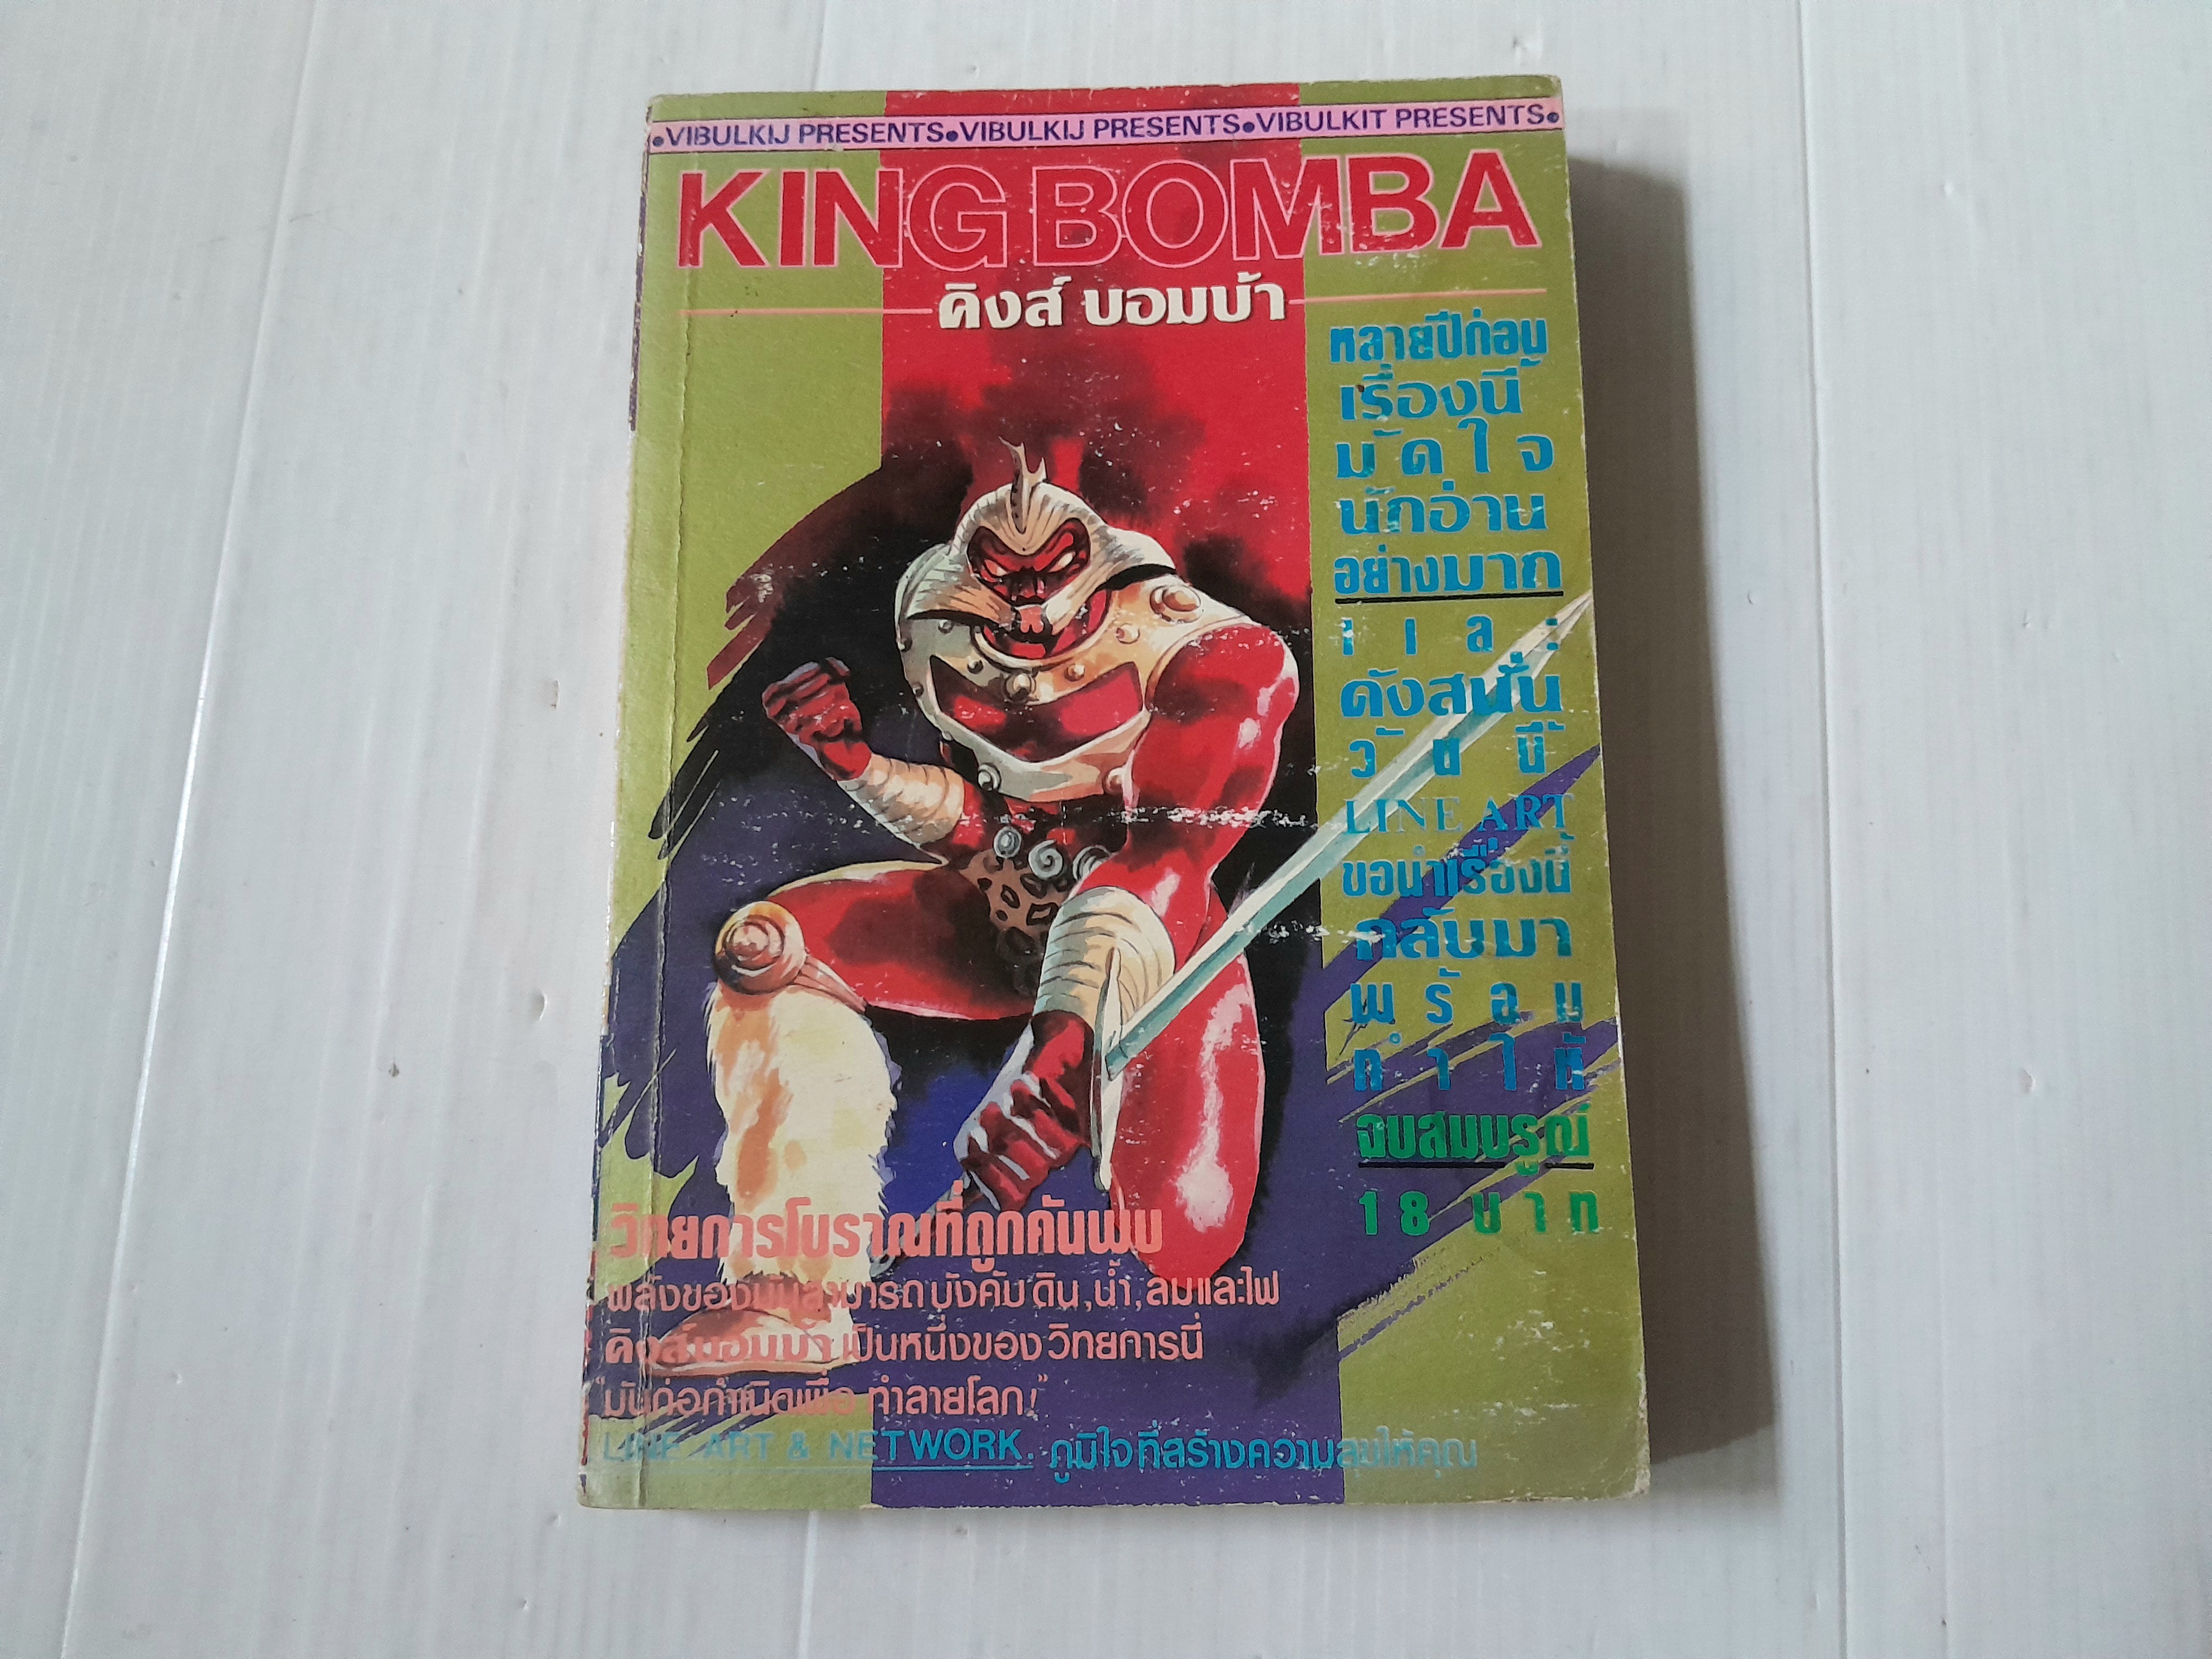 •VIBULKIJ PRESENTS•VIBULKIJ PRESENTS•VIBULKIT PRESENTS•
KING BOMBA
คิงส์ บอมบ้า
หลายปีก่อน
เรื่องนี้
มัดใจ
นักอ่าน
อย่างมาก
และ
ดังสนั่น
วันนี้
LINE ART
ขอนำเรื่องนี้
กลับมา
พร้อม
ทำให้
ฉบสมบรูณ์
18 บาท
วิทยการโบราณที่ถูกค้นพบ
พลังของมันสามารถบังคับ ดิน,น้ำ,ลมและไฟ
คิงส์บอมบ้า เป็นหนึ่งของ วิทยการนี้
"มันก่อกำเนิดเพื่อ ทำลายโลก!"
LINE ART & NETWORK. ภูมิใจที่สร้างความสุขให้คุณ